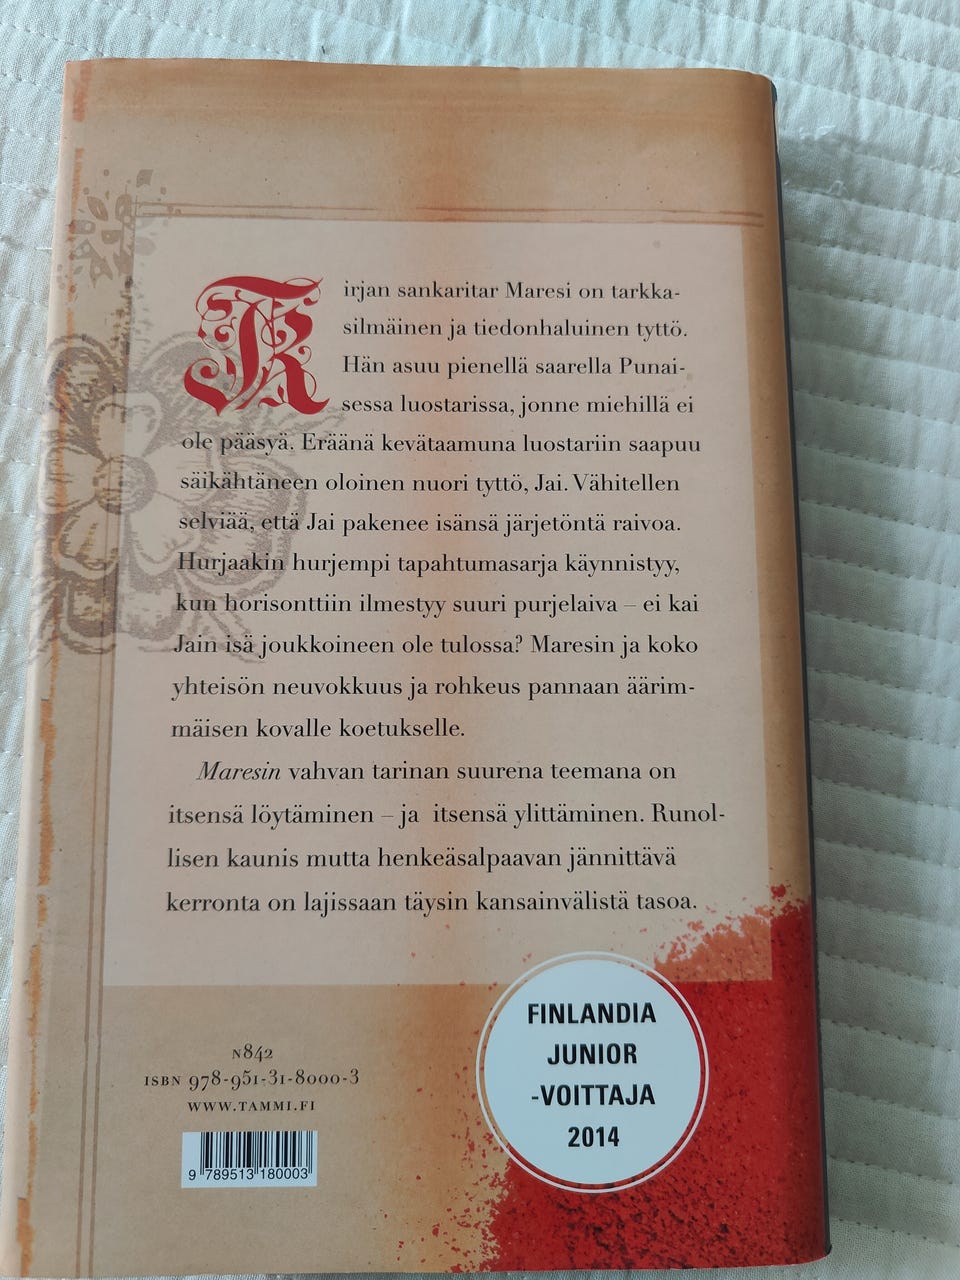 Kirjan sankaritar Maresi on tarkka-
silmäinen ja tiedonhaluinen tyttö.
Hän asuu pienellä saarella Punai-
sessa luostarissa, jonne miehillä ei
ole pääsyä. Eräänä kevätaamuna luostariin saapuu
säikähtäneen oloinen nuori tyttö, Jai. Vähitellen
selviää, että Jai pakenee isänsä järjetöntä raivoa.
Hurjaakin hurjempi tapahtumasarja käynnistyy,
kun horisonttiin ilmestyy suuri purjelaiva – ei kai
Jain isä joukkoineen ole tulossa? Maresin ja koko
yhteisön neuvokkuus ja rohkeus pannaan äärim-
mäisen kovalle koetukselle.
Maresin vahvan tarinan suurena teemana on
itsensä löytäminen – ja itsensä ylittäminen. Runol-
lisen kaunis mutta henkeäsalpaavan jännittävä
kerronta on lajissaan täysin kansainvälistä tasoa.
FINLANDIA
JUNIOR
-VOITTAJA
2014
N842
ISBN 978-951-31-8000-3
WWW.TAMMI.FI
9 789513 180003